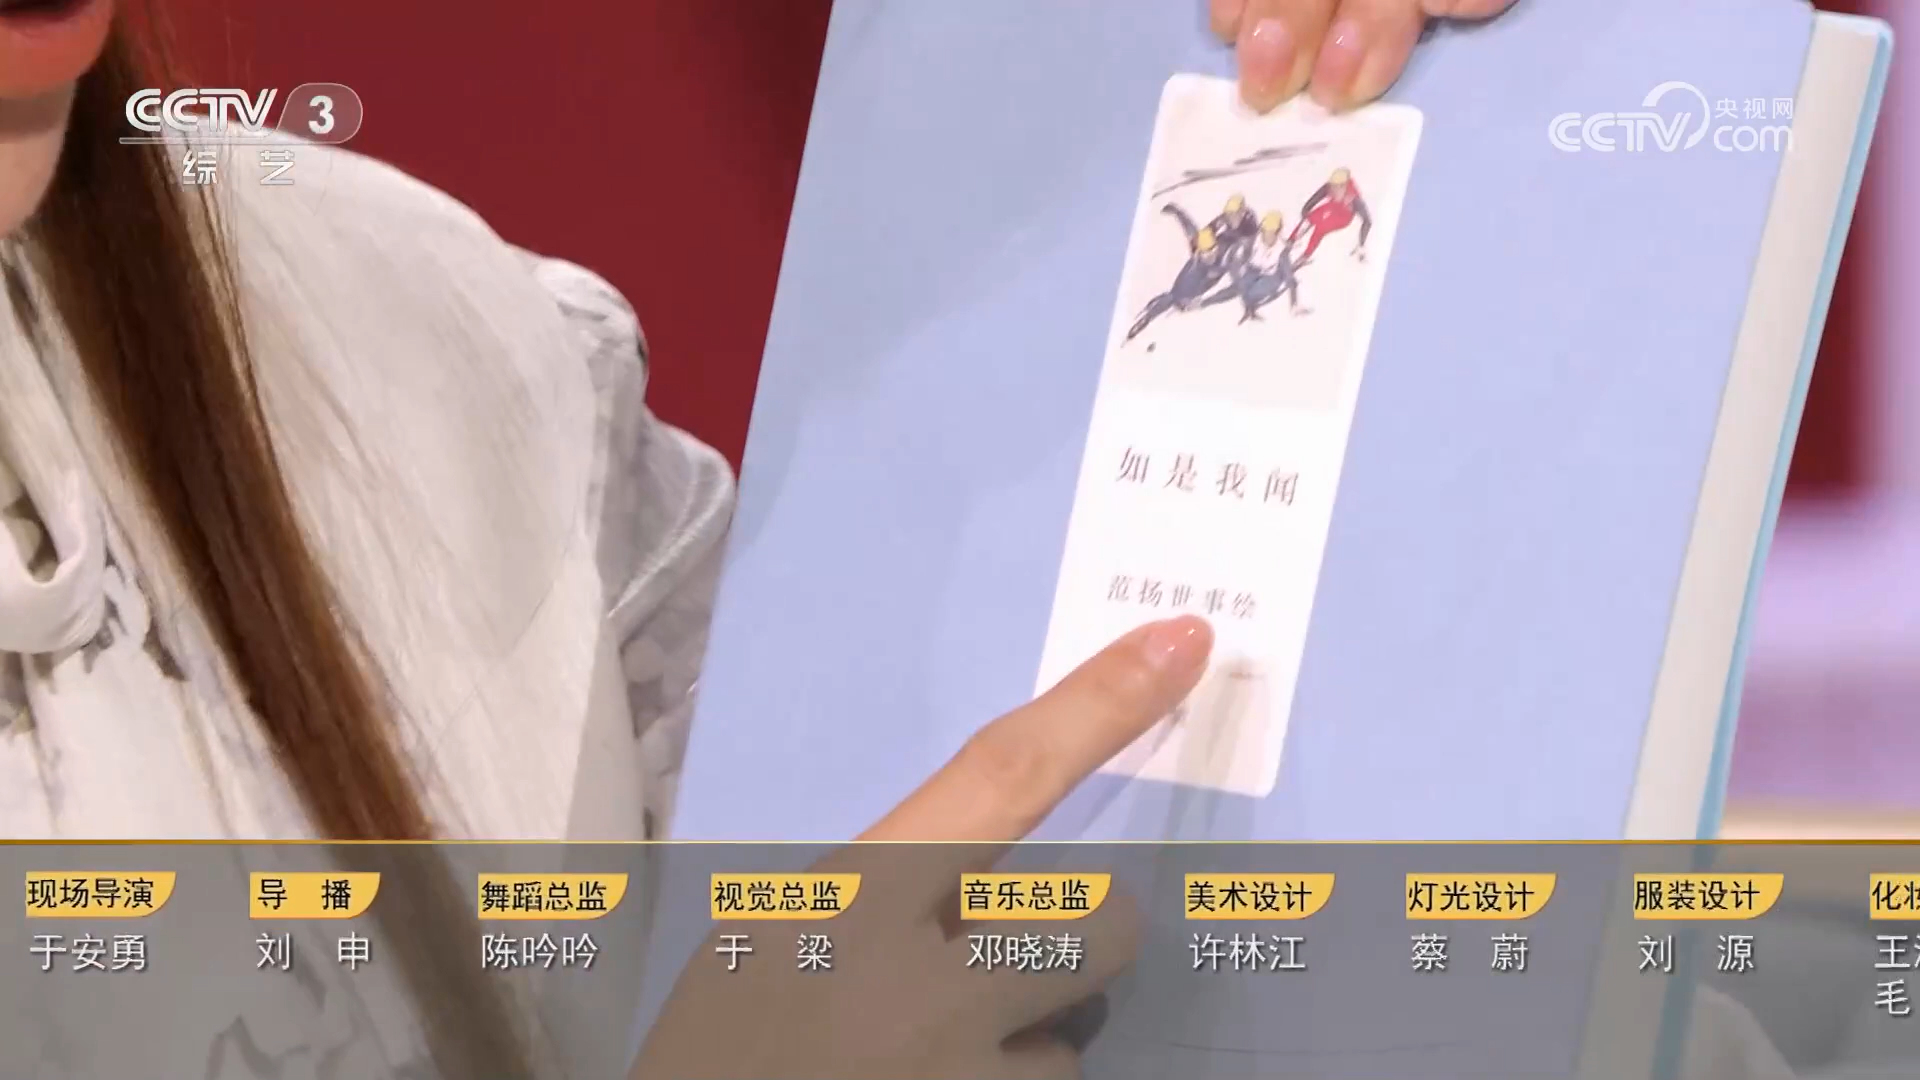 CCTV 3
综 艺
央视网
CCTV.com
如是我闻
范扬世事绘
现场导演 导 播 舞蹈总监 视觉总监 音乐总监 美术设计 灯光设计 服装设计
于安勇 刘 申 陈吟吟 于 梁 邓晓涛 许林江 蔡 蔚 刘 源
毛